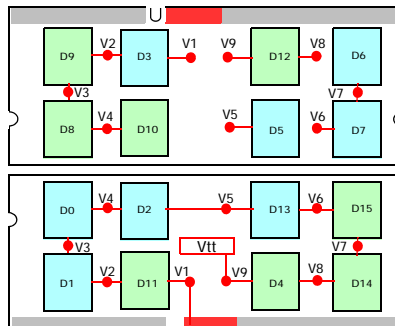 D9 V2 D3 V1 V9 D12 V8 D6
V3 V7
D8 V4 D10 V5 D5 V6 D7
D0 V4 D2 V5 D13 V6 D15
V3 Vtt V7
D1 V2 D11 V1 V9 D4 V8 D14